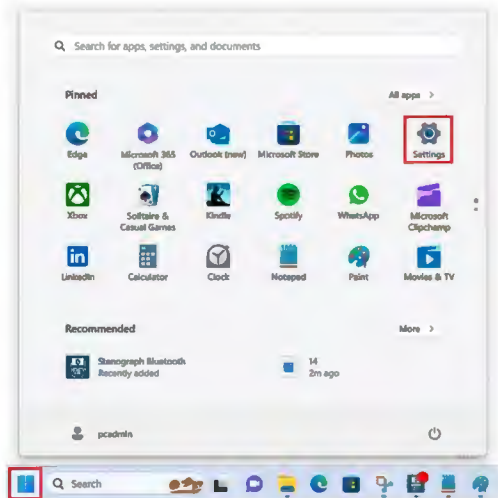 Search for apps, settings, and documents
Pinned
All apps >
Edge
Microsoft 365 (Office)
Outlook (new)
Microsoft Store
Photos
Settings
Xbox
Solitaire & Casual Games
Kindle
Spotify
WhatsApp
Microsoft Clipchamp
LinkedIn
Calculator
Clock
Notepad
Paint
Movies & TV
Recommended
More >
Stenograph Bluetooth
Recently added
14
2m ago
pcadmin
Search